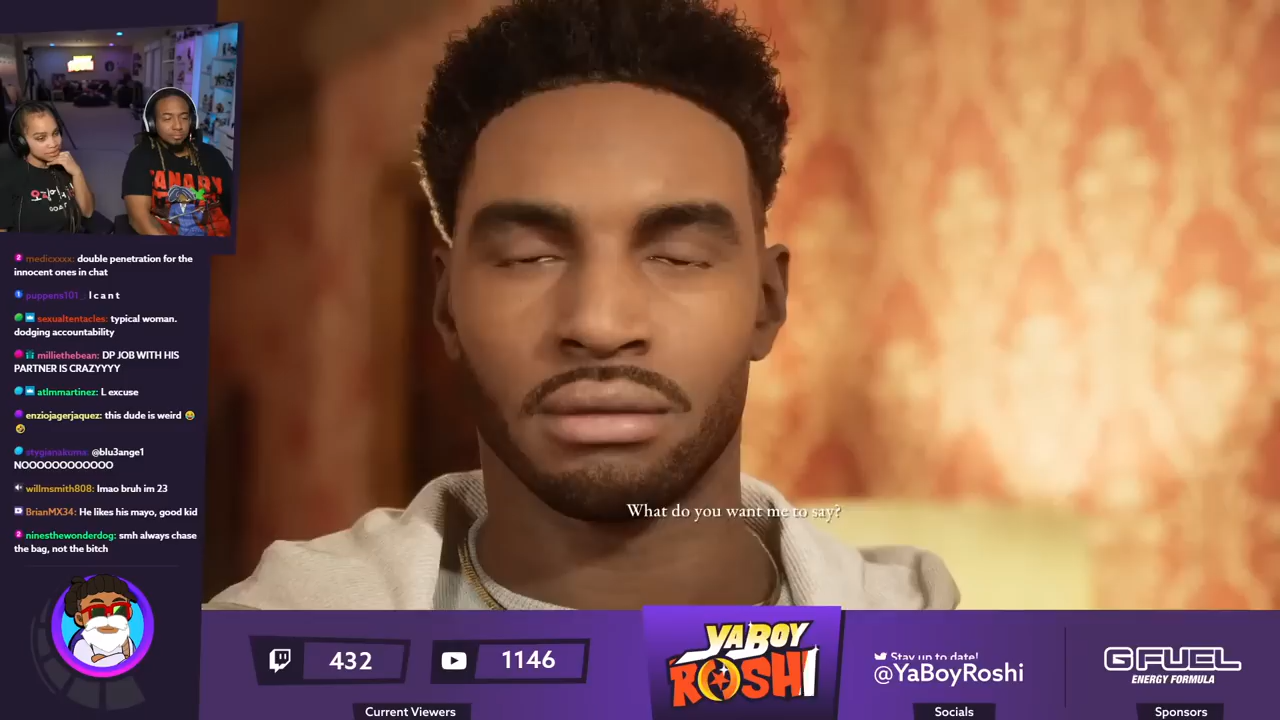 medicxxxx: double penetration for the
innocent ones in chat
puppens101_: I c a n t
sexualtentacles: typical woman.
dodging accountability
milliethebean: DP JOB WITH HIS
PARTNER IS CRAZYYYY
atlmmartinez: L excuse
enziojagerjaquez: this dude is weird
stygianakuma: @blu3ange1
NOOOOOOOOOOOO
willmsmith808: lmao bruh im 23
BrianMX34: He likes his mayo, good kid
ninesthewonderdog: smh always chase
the bag, not the bitch
What do you want me to say?
432
1146
Current Viewers
YABOY
ROSHI
Stay up to date!
@YaBoyRoshi
Socials
G FUEL
ENERGY FORMULA
Sponsors